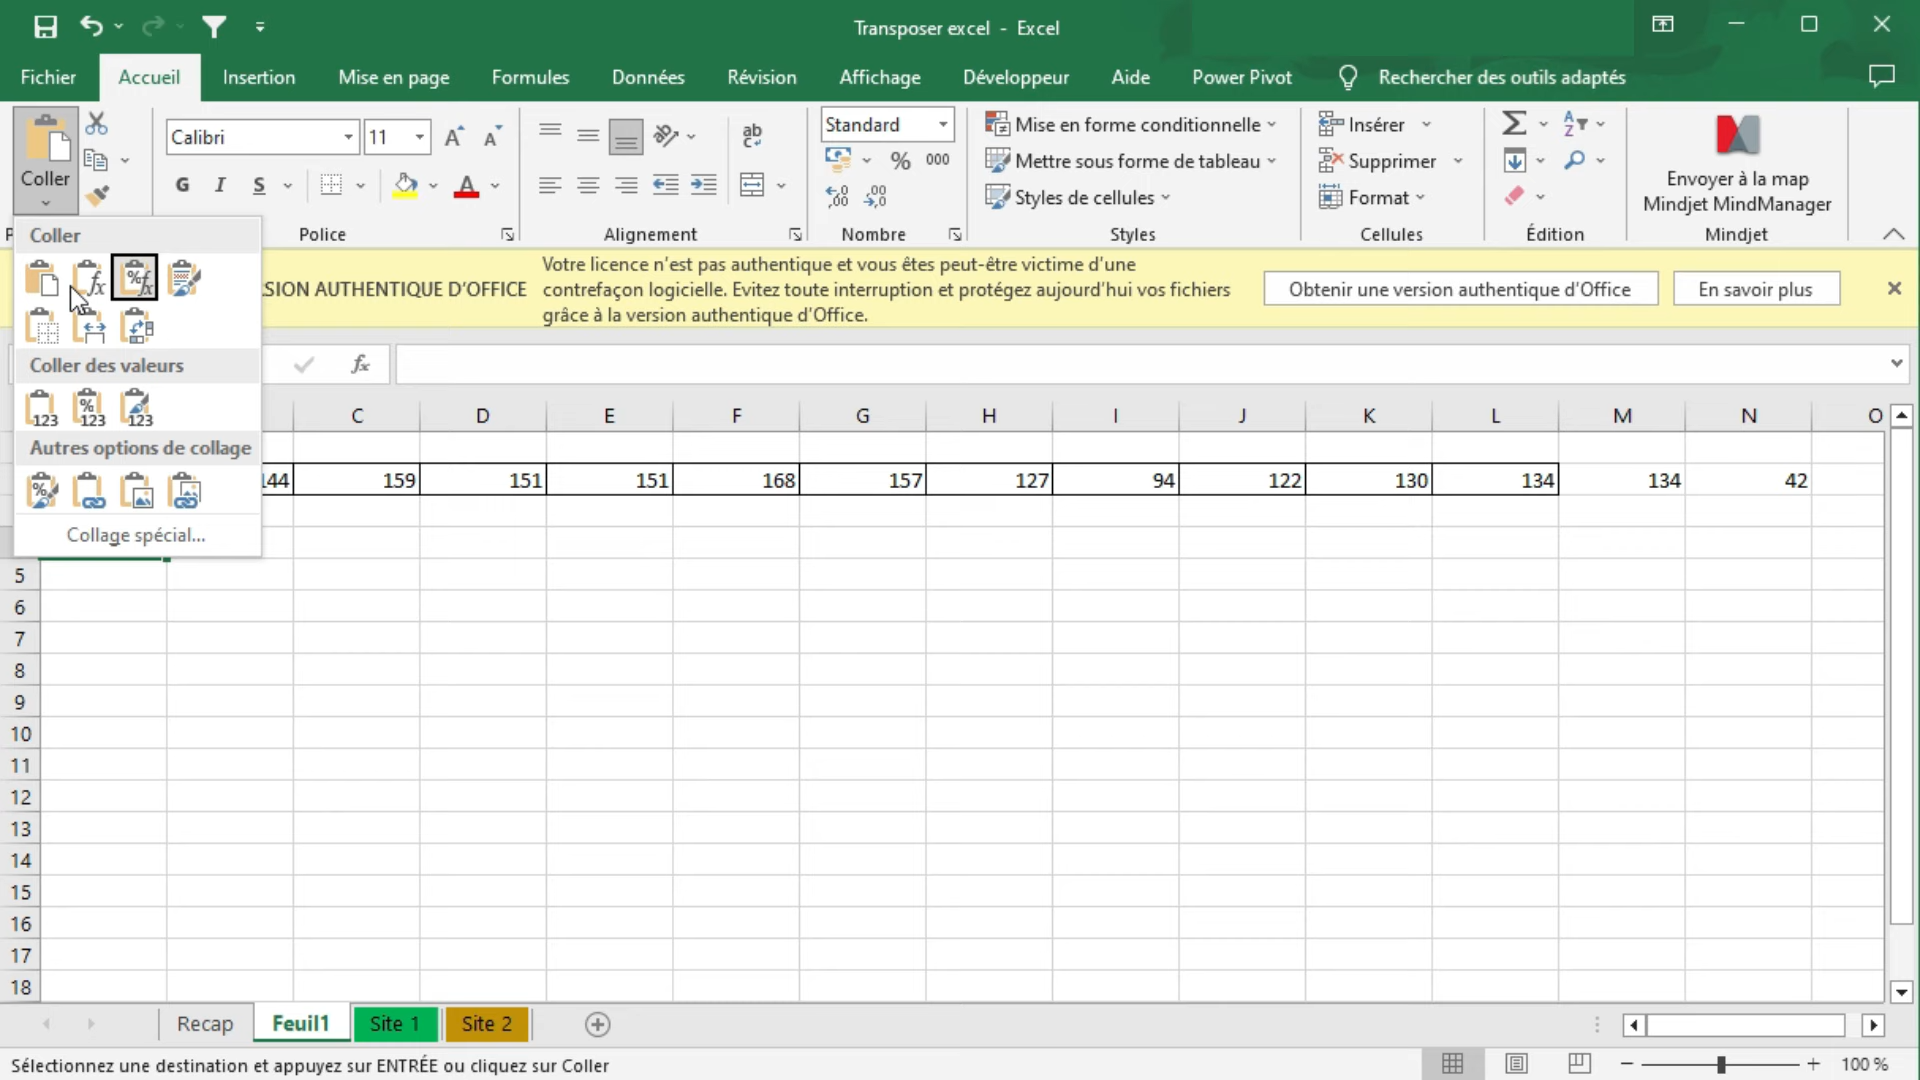 Transposer excel - Excel
Fichier Accueil Insertion Mise en page Formules Données Révision Affichage Développeur Aide Power Pivot Rechercher des outils adaptés
Coller
Calibri 11
G I S
Police
ab
Alignement
Standard
% 000
Nombre
Mise en forme conditionnelle
Mettre sous forme de tableau
Styles de cellules
Styles
Insérer
Supprimer
Format
Cellules
Édition
Envoyer à la map
Mindjet MindManager
Mindjet
Coller
Coller des valeurs
123 123 123
Autres options de collage
Collage spécial...
SION AUTHENTIQUE D'OFFICE
Votre licence n'est pas authentique et vous êtes peut-être victime d'une
contrefaçon logicielle. Evitez toute interruption et protégez aujourd'hui vos fichiers
grâce à la version authentique d'Office.
Obtenir une version authentique d'Office
En savoir plus
fx
C D E F G H I J K L M N O
144 159 151 151 168 157 127 94 122 130 134 134 42
5
6
7
8
9
10
11
12
13
14
15
16
17
18
Recap Feuil1 Site 1 Site 2
Sélectionnez une destination et appuyez sur ENTRÉE ou cliquez sur Coller
100 %